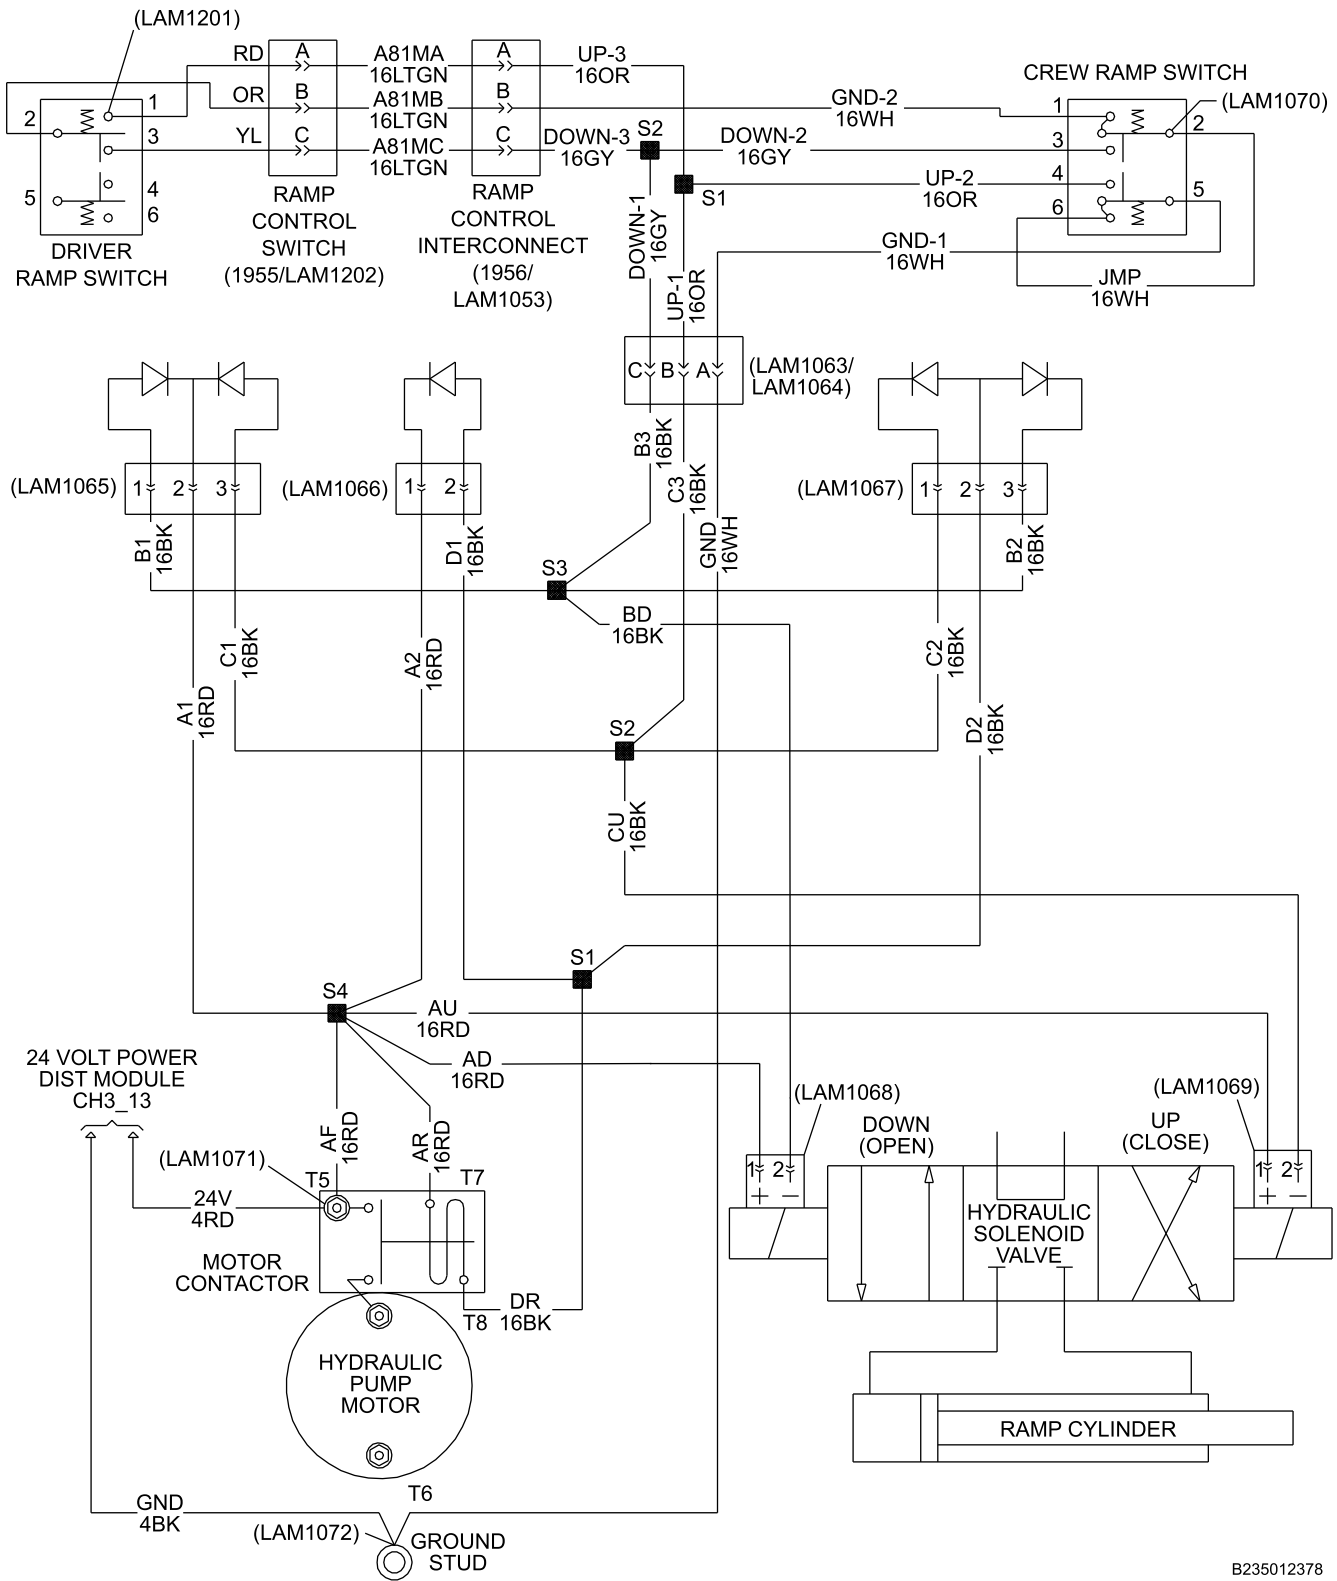 (LAM1201)
RD
A
A81MA
16LTGN
A
UP-3
16OR
OR
B
A81MB
16LTGN
B
GND-2
16WH
YL
C
A81MC
16LTGN
C
DOWN-3
16GY
S2
DOWN-2
16GY
1
2
3
4
5
6
DRIVER
RAMP SWITCH
RAMP
CONTROL
SWITCH
(1955/LAM1202)
RAMP
CONTROL
INTERCONNECT
(1956/
LAM1053)
CREW RAMP SWITCH
(LAM1070)
1
2
3
4
5
6
S1
UP-2
16OR
GND-1
16WH
JMP
16WH
DOWN-1
16GY
UP-1
16OR
C
B
A
(LAM1063/
LAM1064)
(LAM1065)
1
2
3
(LAM1066)
1
2
(LAM1067)
1
2
3
B1
16BK
D1
16BK
B3
16BK
C3
16BK
GND
16WH
B2
16BK
S3
BD
16BK
C1
16BK
A2
16RD
C2
16BK
A1
16RD
D2
16BK
S2
CU
16BK
S1
S4
AU
16RD
AD
16RD
24 VOLT POWER
DIST MODULE
CH3_13
AF
16RD
AR
16RD
(LAM1071)
T5
T7
24V
4RD
MOTOR
CONTACTOR
T8
DR
16BK
HYDRAULIC
PUMP
MOTOR
(LAM1068)
1
2
+
–
DOWN
(OPEN)
UP
(CLOSE)
(LAM1069)
1
2
+
–
HYDRAULIC
SOLENOID
VALVE
RAMP CYLINDER
T6
GND
4BK
(LAM1072)
GROUND
STUD
B235012378